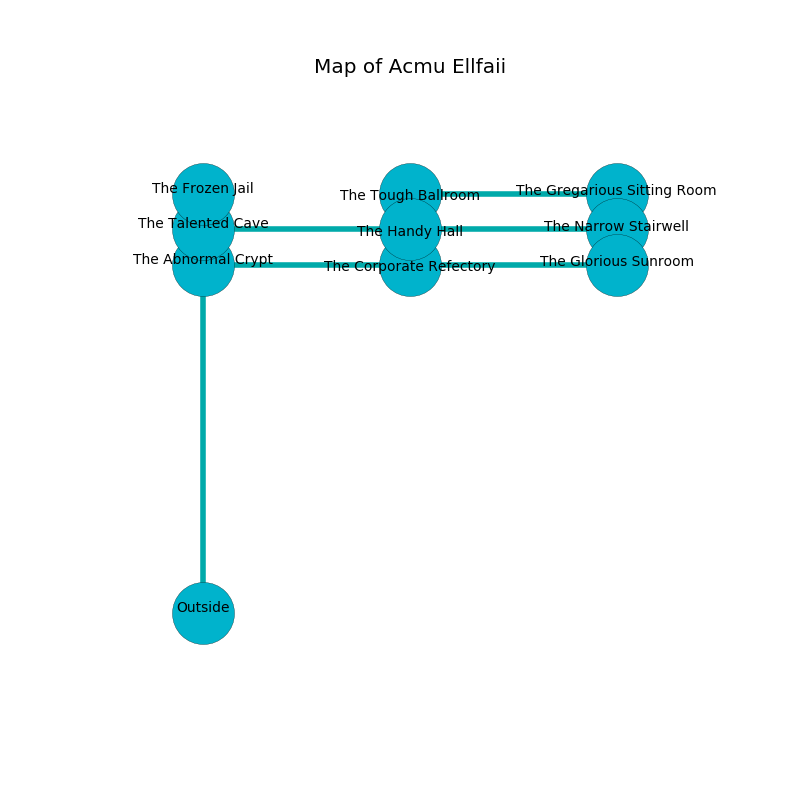 Map of Acmu Ellfaii
The Frozen Jail
The Tough Ballroom
The Gregarious Sitting Room
The Talented Cave
The Handy Hall
The Narrow Stairwell
The Abnormal Crypt
The Corporate Refectory
The Glorious Sunroom
Outside